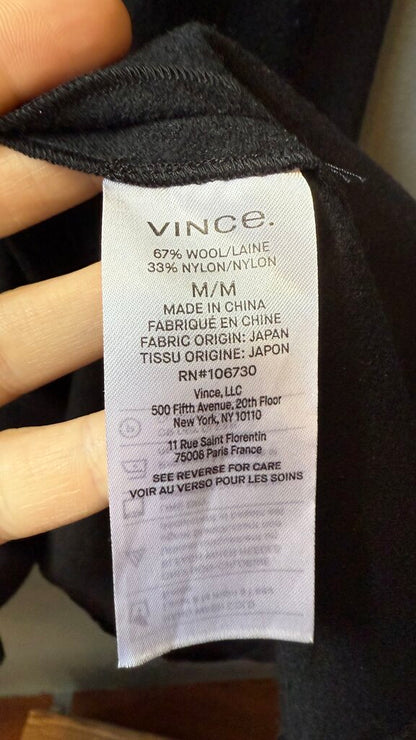 VINCE.
67% WOOL/LAINE
33% NYLON/NYLON
M/M
MADE IN CHINA
FABRIQUÉ EN CHINE
FABRIC ORIGIN: JAPAN
TISSU ORIGINE: JAPON
RN#106730
Vince, LLC
500 Fifth Avenue, 20th Floor
New York, NY 10110
11 Rue Saint Florentin
75008 Paris France
SEE REVERSE FOR CARE
VOIR AU VERSO POUR LES SOINS